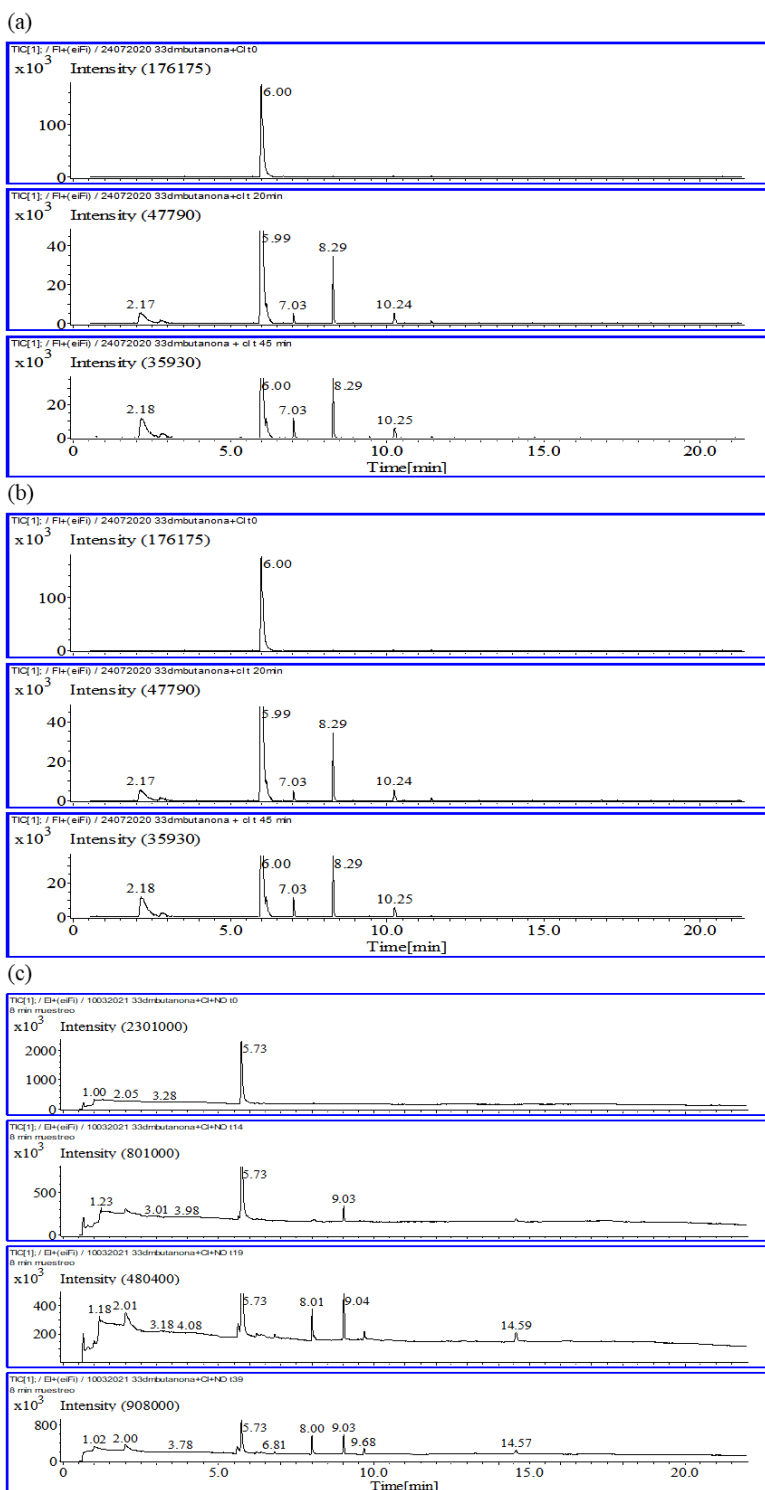 (a)
TIC[1]; / FI+(eiFi) / 24072020 33dmbutanona+Clt0
x10³ Intensity (176175)
6.00
100
0
TIC[1]; / FI+(eiFi) / 24072020 33dmbutanona+clt 20min
x10³ Intensity (47790)
5.99
8.29
40
20
2.17
7.03
10.24
0
TIC[1]; / FI+(eiFi) / 24072020 33dmbutanona + cl t 45 min
x10³ Intensity (35930)
6.00
8.29
20
2.18
7.03
10.25
0
0 5.0 10.0 15.0 20.0
Time[min]
(b)
TIC[1]; / FI+(eiFi) / 24072020 33dmbutanona+Clt0
x10³ Intensity (176175)
6.00
100
0
TIC[1]; / FI+(eiFi) / 24072020 33dmbutanona+clt 20min
x10³ Intensity (47790)
5.99
8.29
40
20
2.17
7.03
10.24
0
TIC[1]; / FI+(eiFi) / 24072020 33dmbutanona + cl t 45 min
x10³ Intensity (35930)
6.00
8.29
20
2.18
7.03
10.25
0
0 5.0 10.0 15.0 20.0
Time[min]
(c)
TIC[1]; / EI+(eiFi) / 10032021 33dmbutanona+Cl+NO t0
8 min muestreo
x10³ Intensity (2301000)
2000
5.73
1000
1.00 2.05 3.28
0
TIC[1]; / EI+(eiFi) / 10032021 33dmbutanona+Cl+NO t14
8 min muestreo
x10³ Intensity (801000)
5.73
500
1.23
3.01 3.98
9.03
0
TIC[1]; / EI+(eiFi) / 10032021 33dmbutanona+Cl+NO t19
8 min muestreo
x10³ Intensity (480400)
400
1.18 2.01
5.73
8.01 9.04
200
3.18 4.08
14.59
TIC[1]; / EI+(eiFi) / 10032021 33dmbutanona+Cl+NO t39
8 min muestreo
x10³ Intensity (908000)
800
5.73
8.00 9.03
1.02 2.00
3.78
6.81
9.68
14.57
0
0 5.0 10.0 15.0 20.0
Time[min]